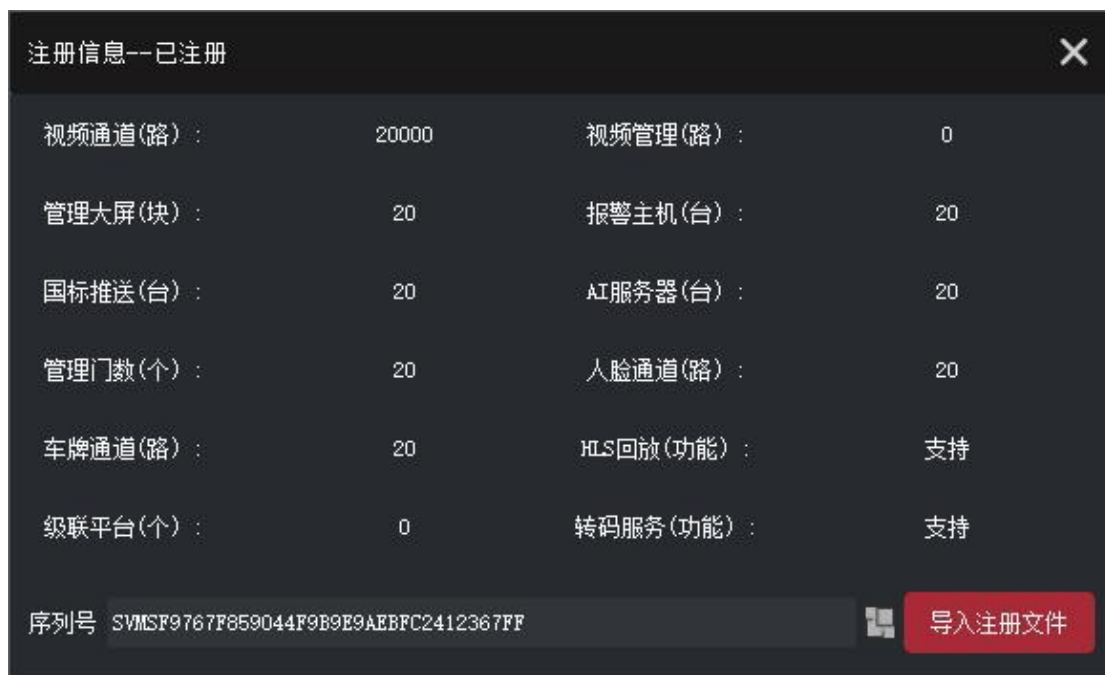 注册信息--已注册
视频通道(路) : 20000 视频管理(路) : 0
管理大屏(块) : 20 报警主机(台) : 20
国标推送(台) : 20 AI服务器(台) : 20
管理门数(个) : 20 人脸通道(路) : 20
车牌通道(路) : 20 HLS回放(功能) : 支持
级联平台(个) : 0 转码服务(功能) : 支持
序列号 SVMSF9767F859044F9B9E9AEBFC2412367FF 导入注册文件